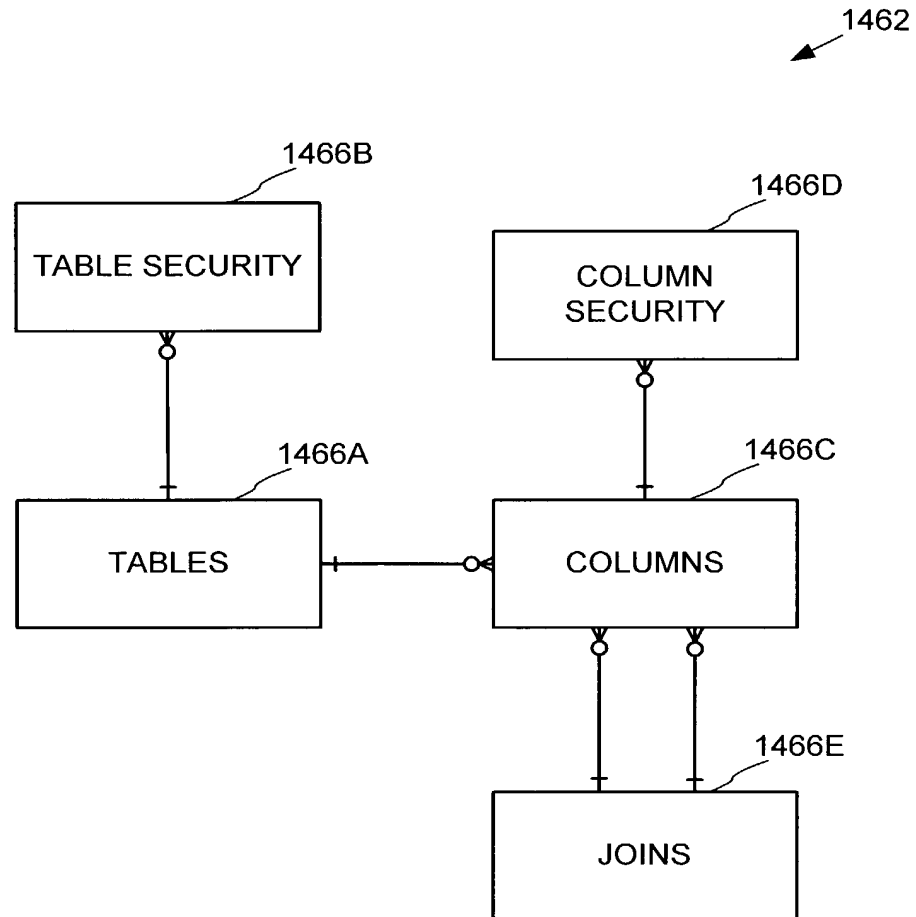 1462
1466B
TABLE SECURITY
1466D
COLUMN
SECURITY
1466A
TABLES
1466C
COLUMNS
1466E
JOINS